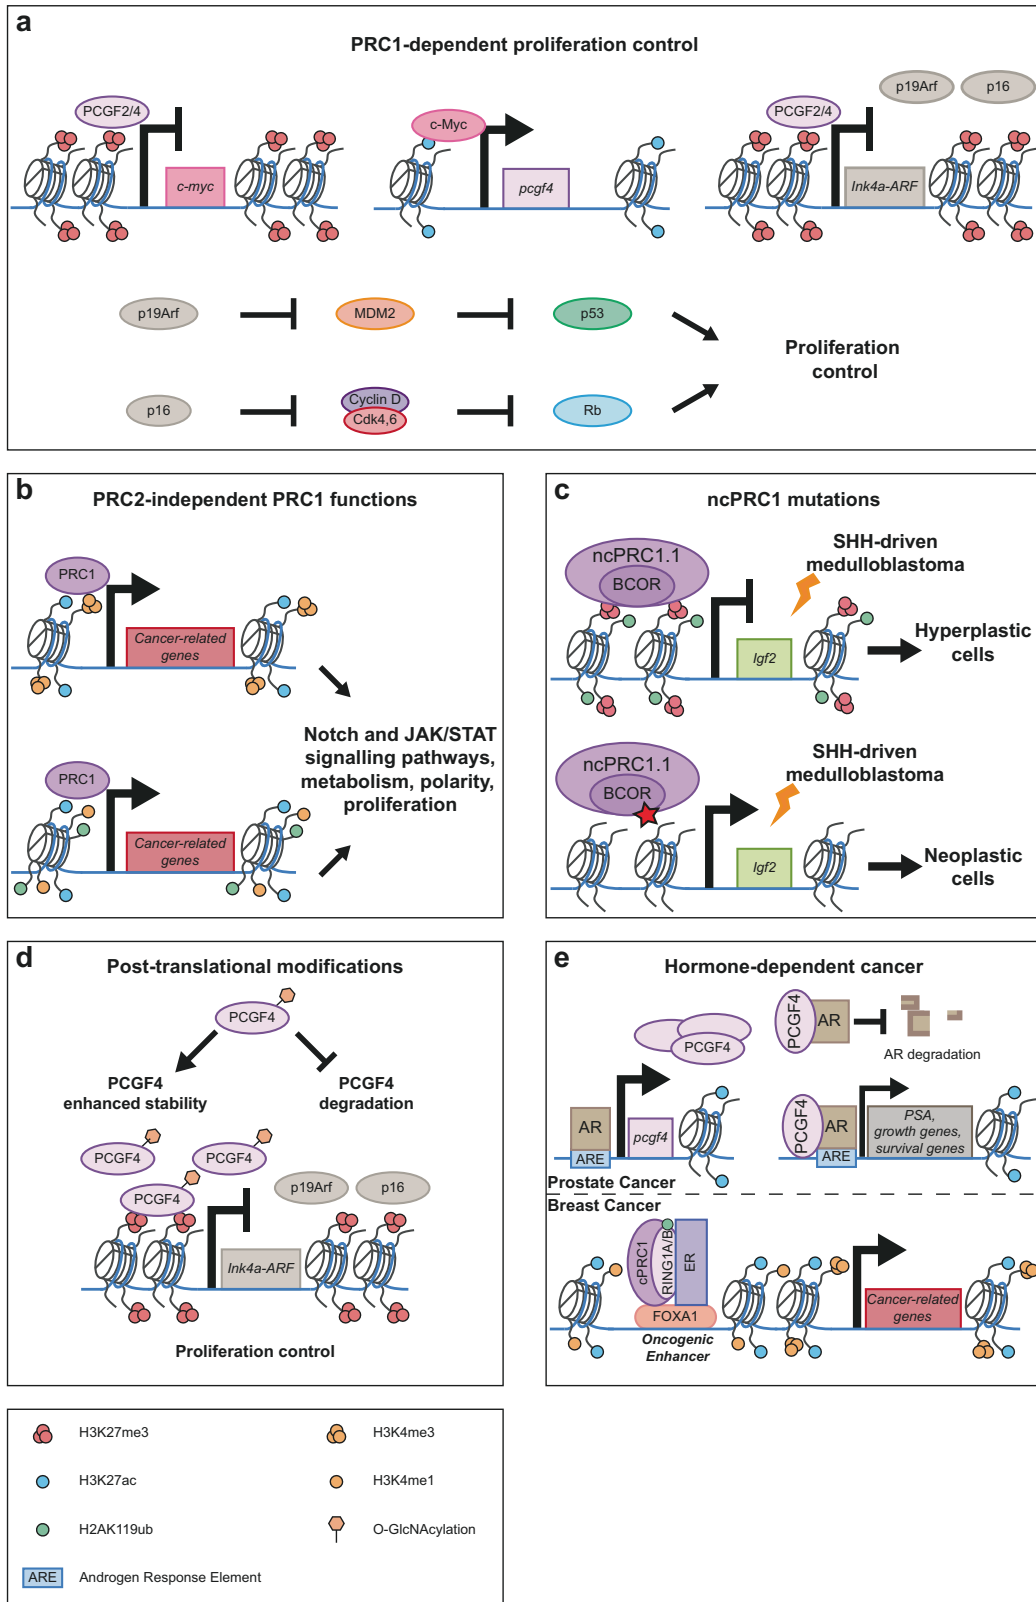 a
PRC1-dependent proliferation control
PCGF2/4
c-myc
c-Myc
pcgf4
PCGF2/4
p19Arf
p16
Ink4a-ARF
p19Arf
MDM2
p53
p16
Cyclin D
Cdk4,6
Rb
Proliferation
control
b
PRC2-independent PRC1 functions
PRC1
Cancer-related
genes
PRC1
Cancer-related
genes
Notch and JAK/STAT
signalling pathways,
metabolism, polarity,
proliferation
c
ncPRC1 mutations
ncPRC1.1
BCOR
Igf2
SHH-driven
medulloblastoma
Hyperplastic
cells
ncPRC1.1
BCOR
Igf2
SHH-driven
medulloblastoma
Neoplastic
cells
d
Post-translational modifications
PCGF4
PCGF4
enhanced stability
PCGF4
degradation
PCGF4
PCGF4
PCGF4
p19Arf
p16
Ink4a-ARF
Proliferation control
e
Hormone-dependent cancer
PCGF4
AR
ARE
pcgf4
PCGF4
AR
AR degradation
PCGF4
AR
ARE
PSA,
growth genes,
survival genes
Prostate Cancer
Breast Cancer
cPRC1
RING1A/B
ER
FOXA1
Oncogenic
Enhancer
Cancer-related
genes
H3K27me3
H3K4me3
H3K27ac
H3K4me1
H2AK119ub
O-GlcNAcylation
ARE
Androgen Response Element